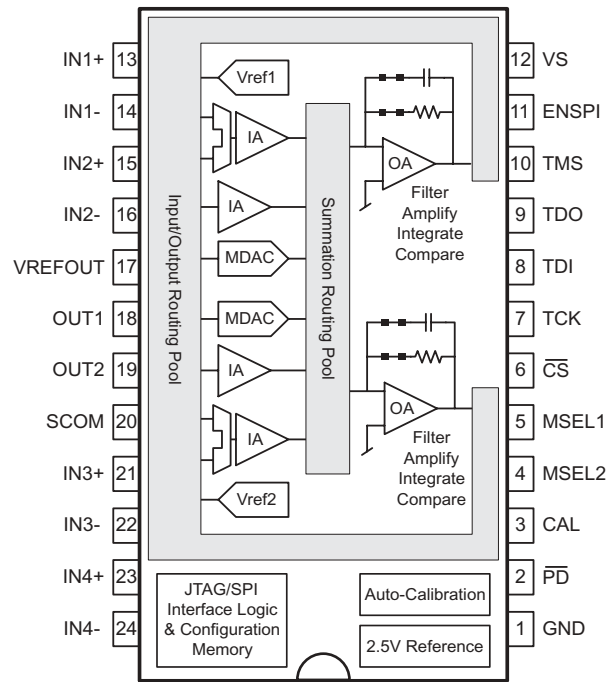 IN1+ 13
IN1- 14
IN2+ 15
IN2- 16
VREFOUT 17
OUT1 18
OUT2 19
SCOM 20
IN3+ 21
IN3- 22
IN4+ 23
IN4- 24
Input/Output Routing Pool
Vref1
IA
IA
MDAC
MDAC
IA
IA
Vref2
Summation Routing Pool
OA
Filter
Amplify
Integrate
Compare
OA
Filter
Amplify
Integrate
Compare
JTAG/SPI
Interface Logic
& Configuration
Memory
Auto-Calibration
2.5V Reference
12 VS
11 ENSPI
10 TMS
9 TDO
8 TDI
7 TCK
6 C̅S̅
5 MSEL1
4 MSEL2
3 CAL
2 P̅D̅
1 GND